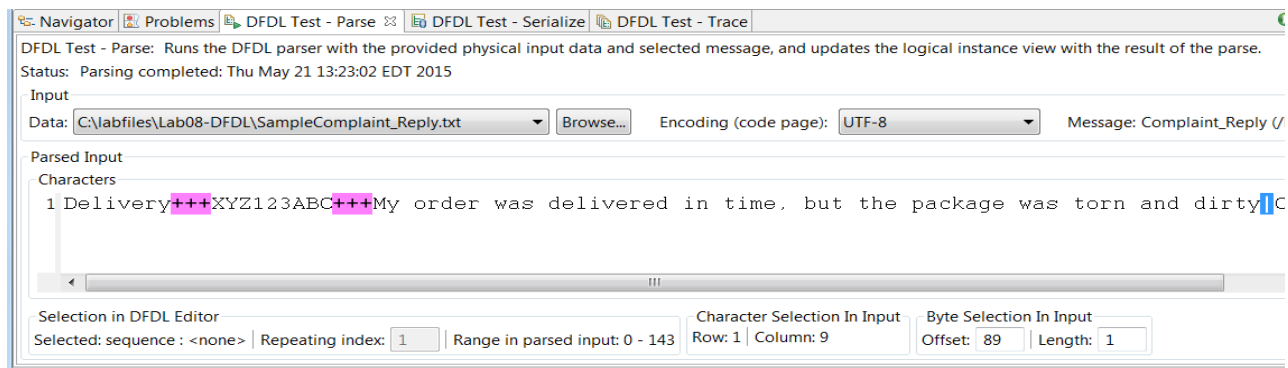 Navigator Problems DFDL Test - Parse DFDL Test - Serialize DFDL Test - Trace
DFDL Test - Parse: Runs the DFDL parser with the provided physical input data and selected message, and updates the logical instance view with the result of the parse.
Status: Parsing completed: Thu May 21 13:23:02 EDT 2015
Input
Data: C:\labfiles\Lab08-DFDL\SampleComplaint_Reply.txt Browse... Encoding (code page): UTF-8 Message: Complaint_Reply (/
Parsed Input
Characters
1 Delivery+++XYZ123ABC+++My order was delivered in time, but the package was torn and dirty|C
Selection in DFDL Editor Character Selection In Input Byte Selection In Input
Selected: sequence : <none> Repeating index: 1 Range in parsed input: 0 - 143 Row: 1 Column: 9 Offset: 89 Length: 1